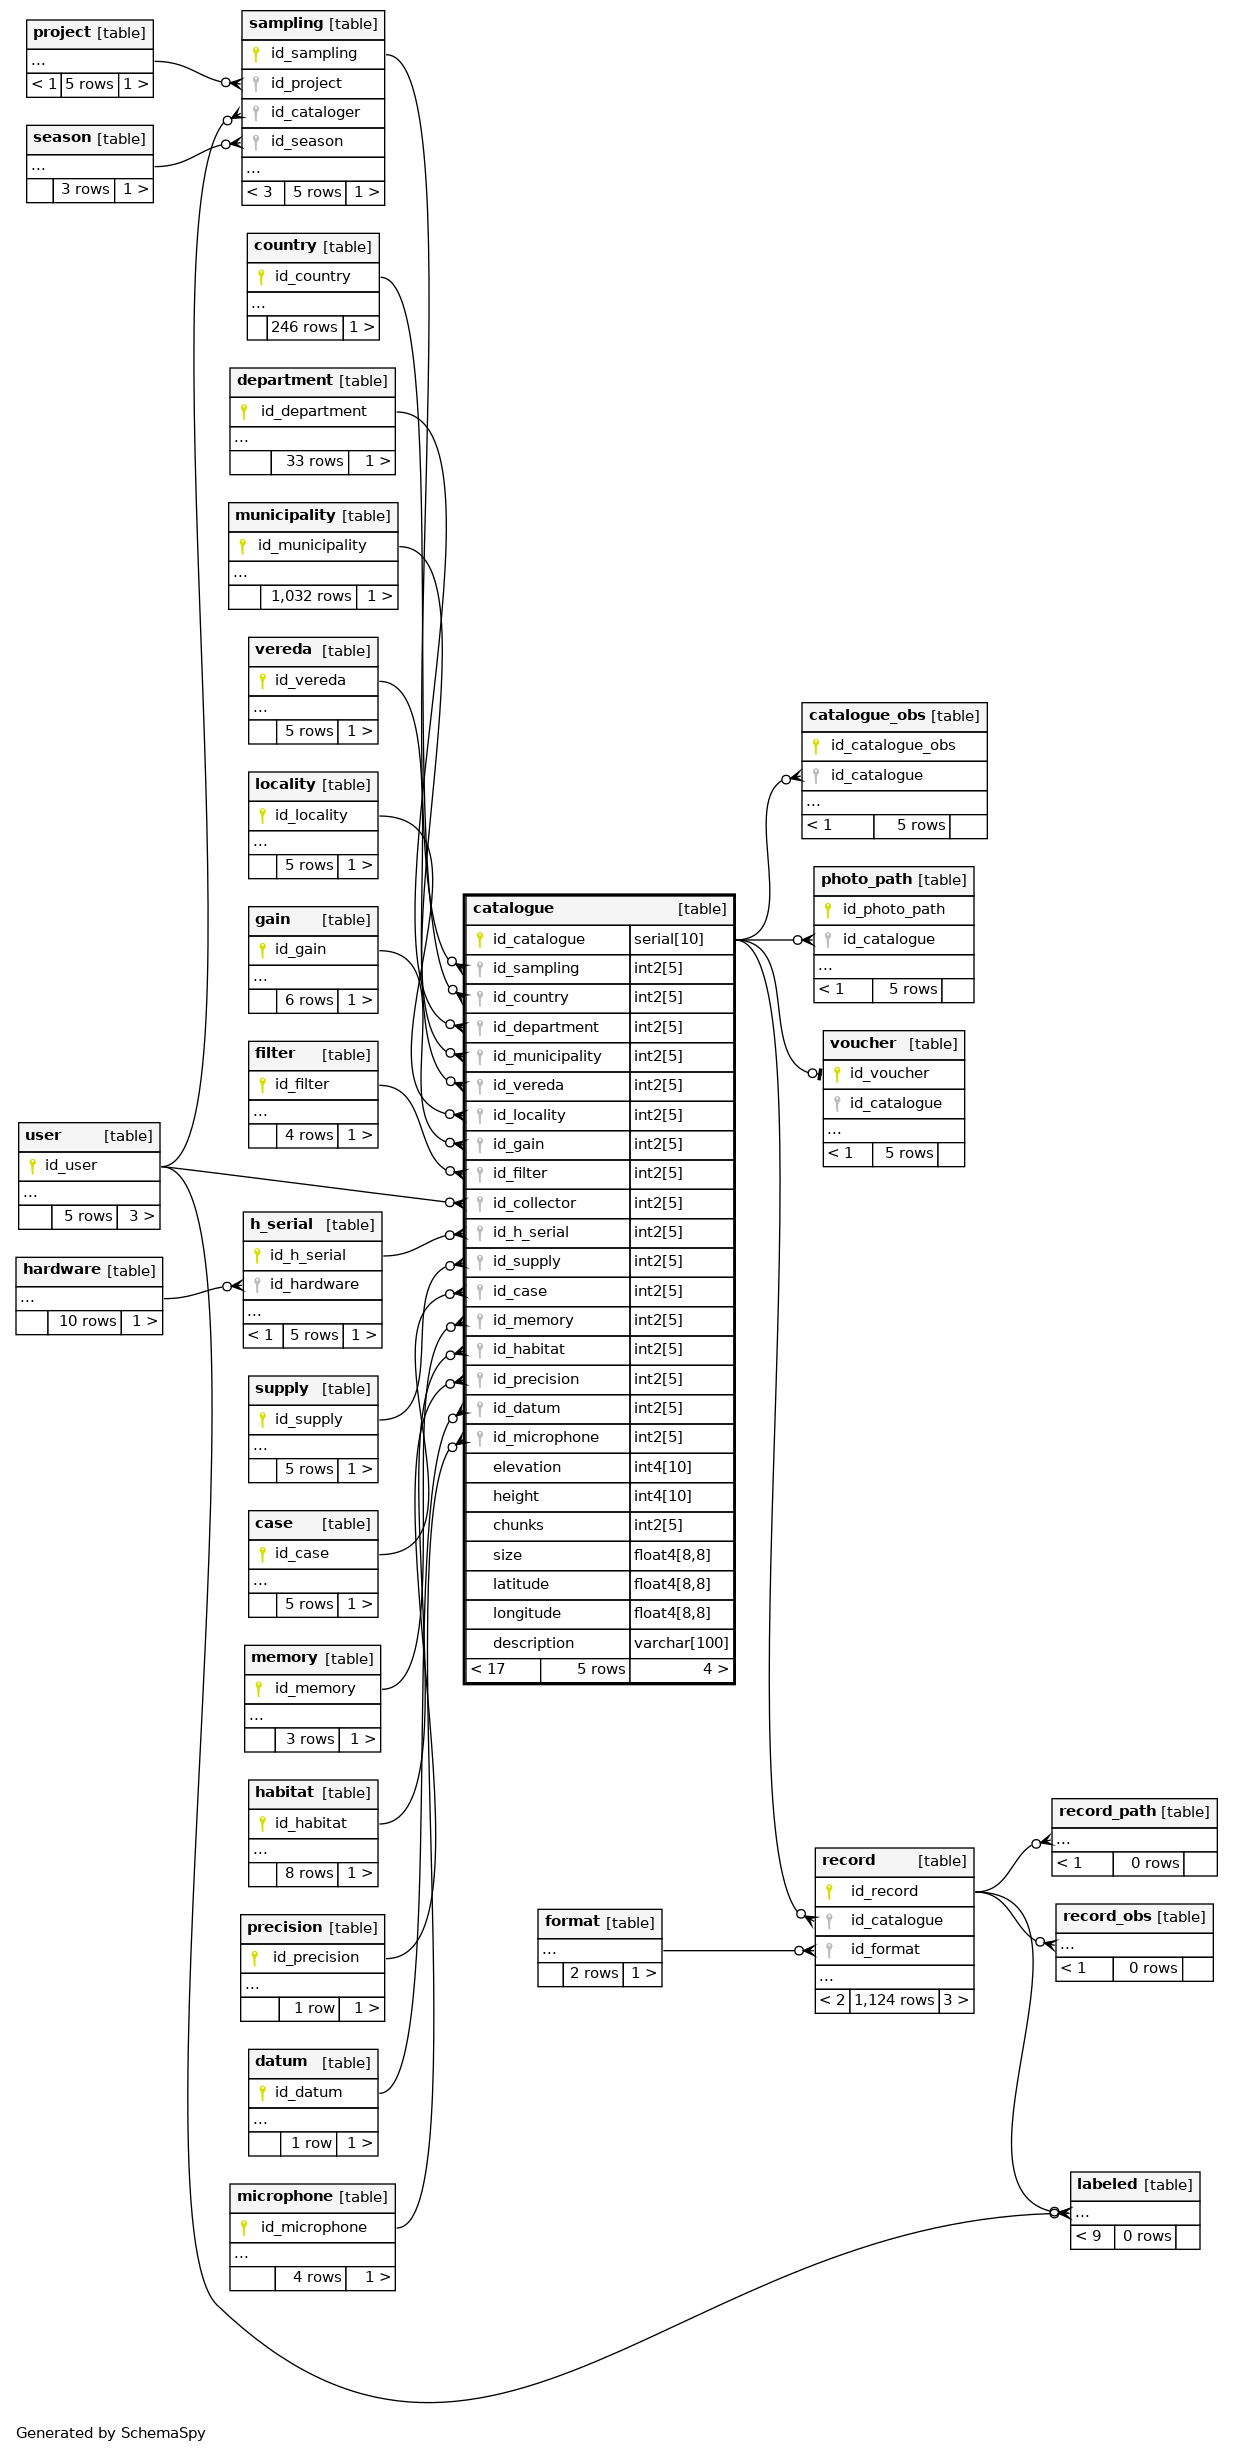 project [table]
...
< 1 5 rows 1 >
season [table]
...
3 rows 1 >
sampling [table]
id_sampling
id_project
id_cataloger
id_season
...
< 3 5 rows 1 >
country [table]
id_country
...
246 rows 1 >
department [table]
id_department
...
33 rows 1 >
municipality [table]
id_municipality
...
1,032 rows 1 >
vereda [table]
id_vereda
...
5 rows 1 >
locality [table]
id_locality
...
5 rows 1 >
gain [table]
id_gain
...
6 rows 1 >
filter [table]
id_filter
...
4 rows 1 >
user [table]
id_user
...
5 rows 3 >
hardware [table]
...
10 rows 1 >
h_serial [table]
id_h_serial
id_hardware
...
< 1 5 rows 1 >
supply [table]
id_supply
...
5 rows 1 >
case [table]
id_case
...
5 rows 1 >
memory [table]
id_memory
...
3 rows 1 >
habitat [table]
id_habitat
...
8 rows 1 >
precision [table]
id_precision
...
1 row 1 >
datum [table]
id_datum
...
1 row 1 >
microphone [table]
id_microphone
...
4 rows 1 >
catalogue [table]
id_catalogue serial[10]
id_sampling int2[5]
id_country int2[5]
id_department int2[5]
id_municipality int2[5]
id_vereda int2[5]
id_locality int2[5]
id_gain int2[5]
id_filter int2[5]
id_collector int2[5]
id_h_serial int2[5]
id_supply int2[5]
id_case int2[5]
id_memory int2[5]
id_habitat int2[5]
id_precision int2[5]
id_datum int2[5]
id_microphone int2[5]
elevation int4[10]
height int4[10]
chunks int2[5]
size float4[8,8]
latitude float4[8,8]
longitude float4[8,8]
description varchar[100]
< 17 5 rows 4 >
catalogue_obs [table]
id_catalogue_obs
id_catalogue
...
< 1 5 rows
photo_path [table]
id_photo_path
id_catalogue
...
< 1 5 rows
voucher [table]
id_voucher
id_catalogue
...
< 1 5 rows
format [table]
...
2 rows 1 >
record [table]
id_record
id_catalogue
id_format
...
< 2 1,124 rows 3 >
record_path [table]
...
< 1 0 rows
record_obs [table]
...
< 1 0 rows
labeled [table]
...
< 9 0 rows
Generated by SchemaSpy